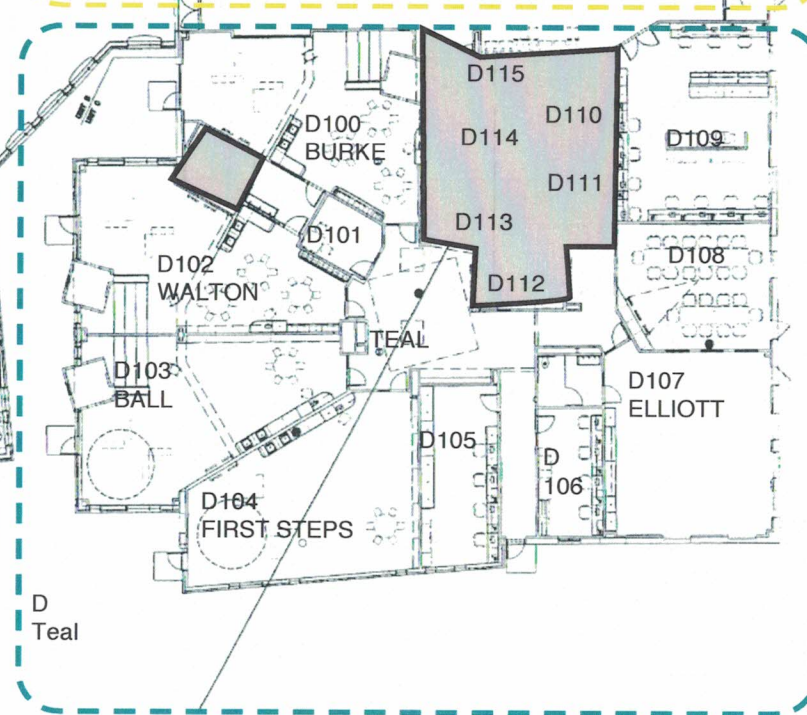 D115
D110
D100
BURKE
D114
D109
D111
D113
D101
D108
D102
WALTON
D112
TEAL
D103
BALL
D107
ELLIOTT
D105
D
106
D104
FIRST STEPS
D
Teal